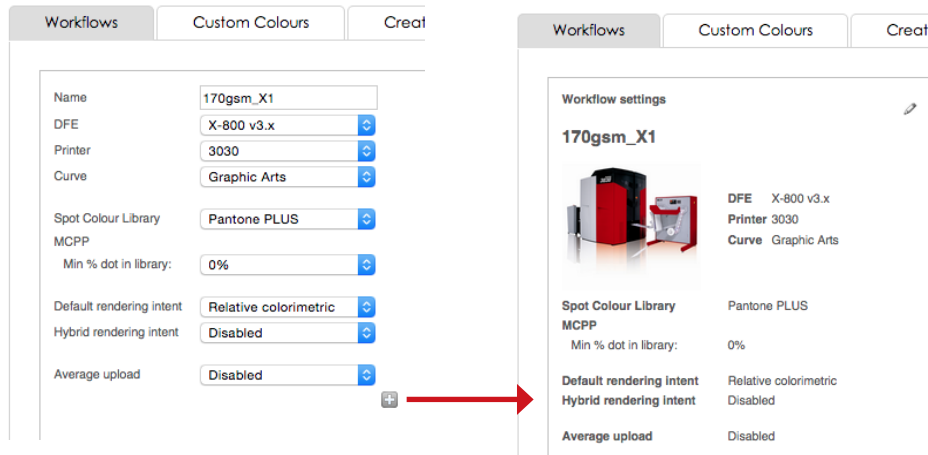 Workflows
Custom Colours
Creat
Name
170gsm_X1
DFE
X-800 v3.x
Printer
3030
Curve
Graphic Arts
Spot Colour Library
Pantone PLUS
MCPP
Min % dot in library:
0%
Default rendering intent
Relative colorimetric
Hybrid rendering intent
Disabled
Average upload
Disabled
Workflows
Custom Colours
Creat
Workflow settings
170gsm_X1
DFE X-800 v3.x
Printer 3030
Curve Graphic Arts
Spot Colour Library
Pantone PLUS
MCPP
Min % dot in library:
0%
Default rendering intent
Relative colorimetric
Hybrid rendering intent
Disabled
Average upload
Disabled